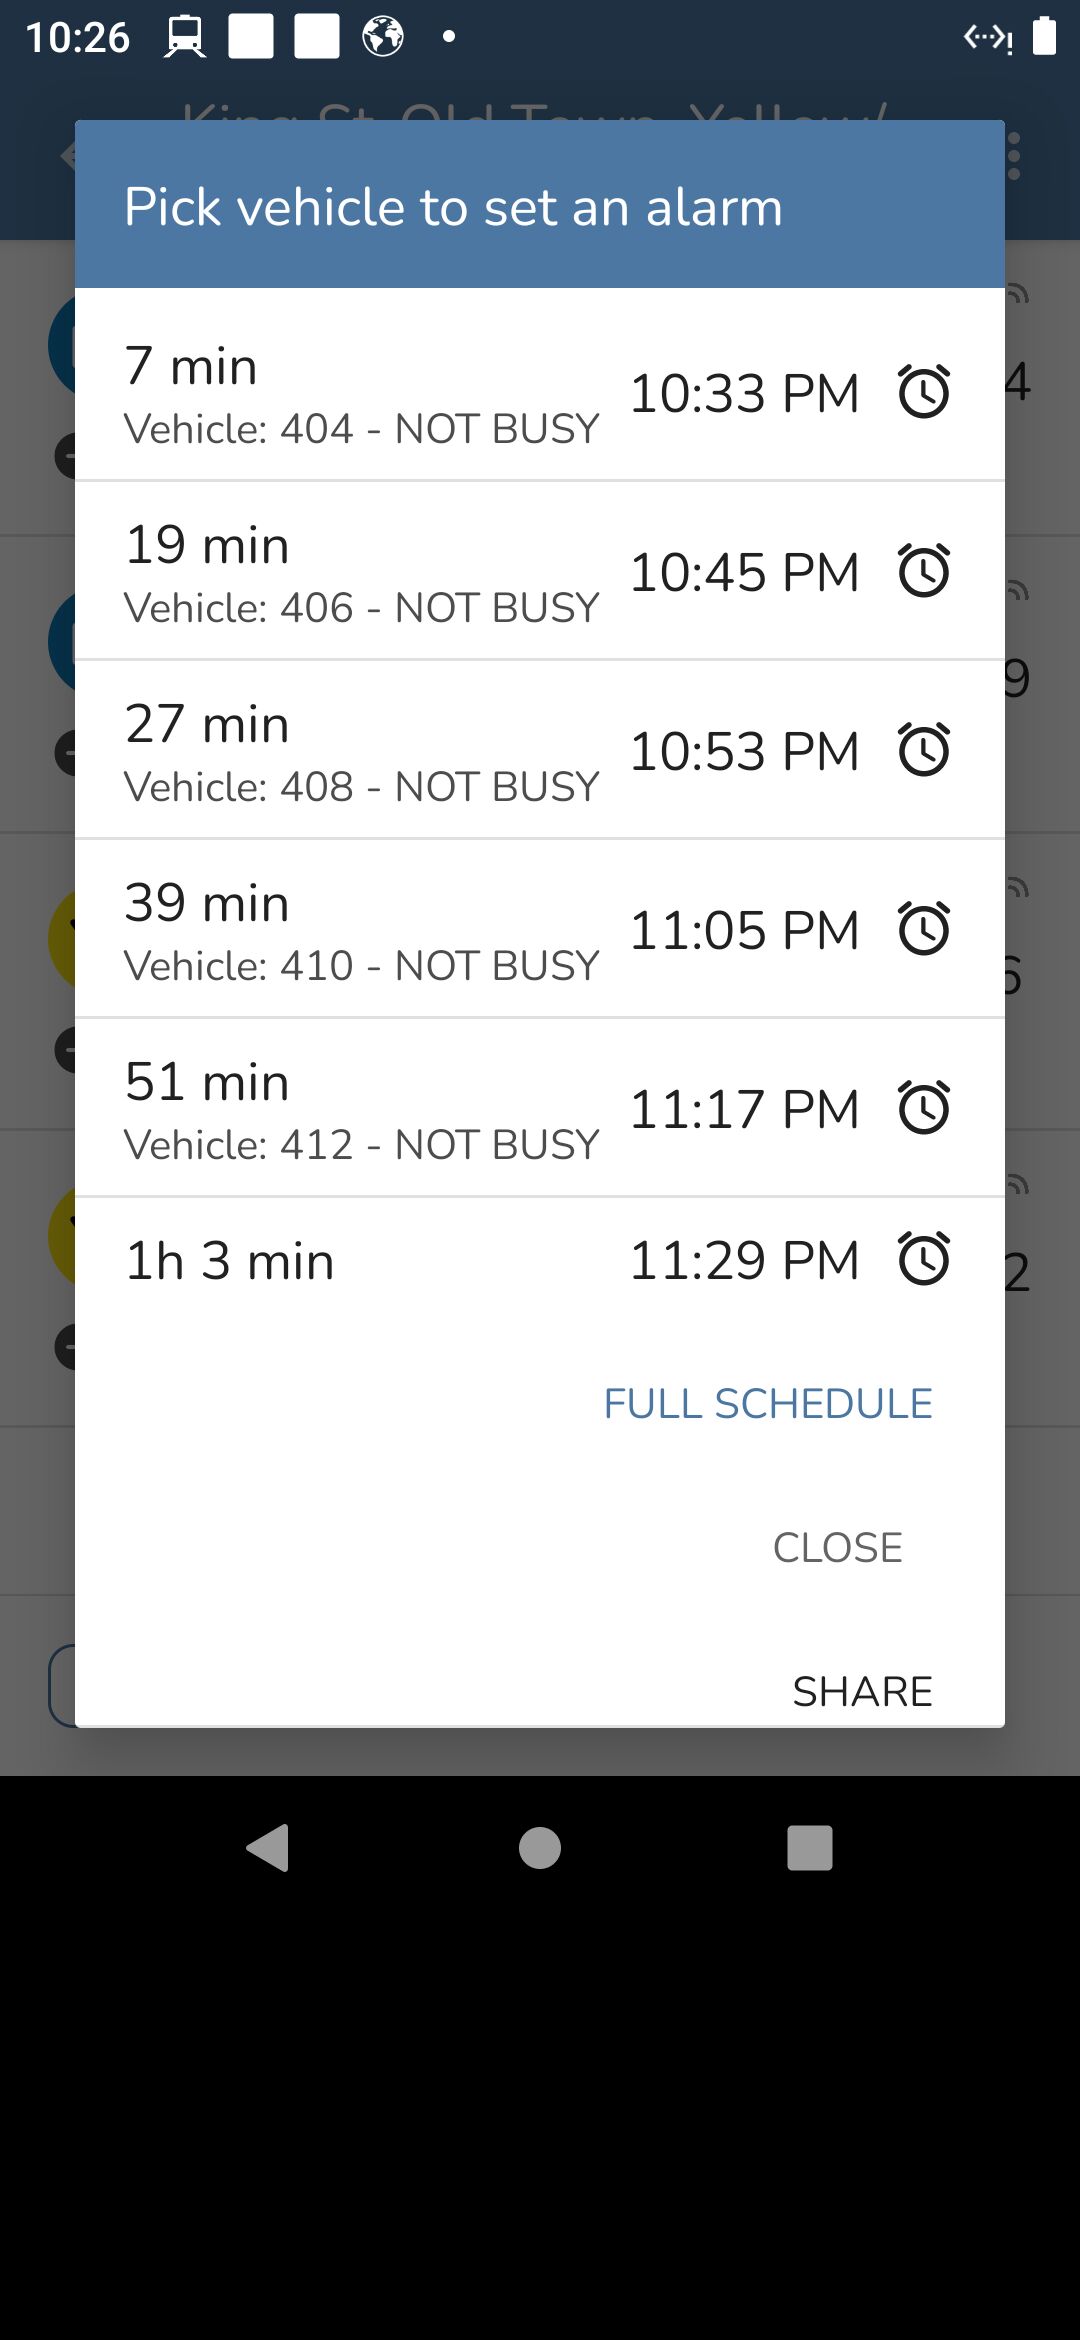 10:26
Pick vehicle to set an alarm
7 min
Vehicle: 404 - NOT BUSY
10:33 PM
19 min
Vehicle: 406 - NOT BUSY
10:45 PM
27 min
Vehicle: 408 - NOT BUSY
10:53 PM
39 min
Vehicle: 410 - NOT BUSY
11:05 PM
51 min
Vehicle: 412 - NOT BUSY
11:17 PM
1h 3 min
11:29 PM
FULL SCHEDULE
CLOSE
SHARE